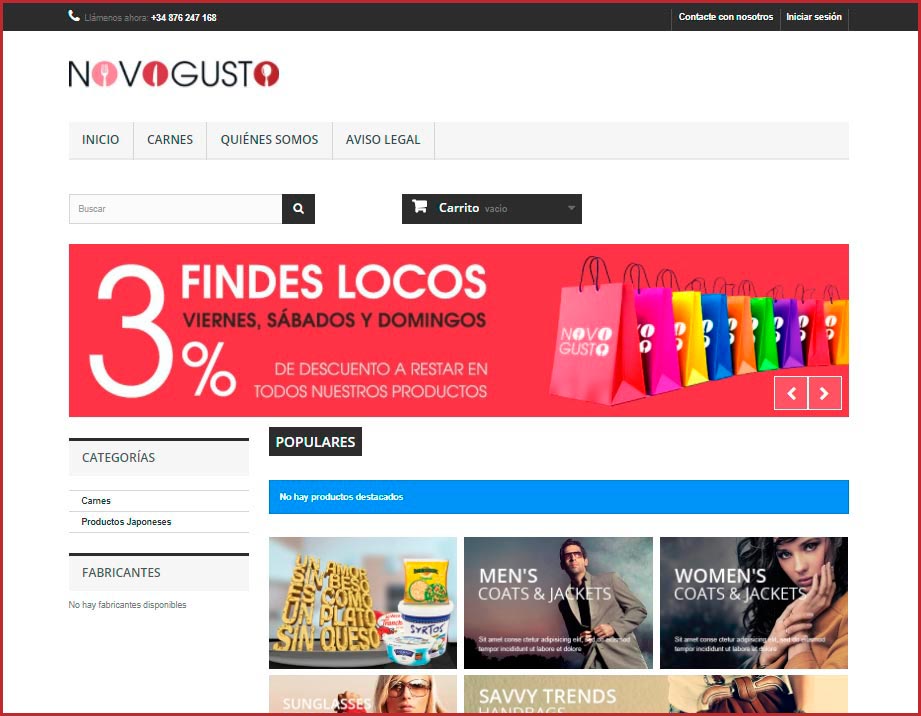 Llámenos ahora: +34 876 247 168
Contacte con nosotros
Iniciar sesión
NOVOGUSTO
INICIO
CARNES
QUIÉNES SOMOS
AVISO LEGAL
Buscar
Carrito vacío
3%
FINDES LOCOS
VIERNES, SÁBADOS Y DOMINGOS
DE DESCUENTO A RESTAR EN
TODOS NUESTROS PRODUCTOS
NOVO
GUSTO
CATEGORÍAS
Carnes
Productos Japoneses
FABRICANTES
No hay fabricantes disponibles
POPULARES
No hay productos destacados
UN AMOR
SIN BESOS
ES COMO
UN PLATO
SIN QUESO
SYRTOS
MEN'S
COATS & JACKETS
Sit amet conse ctetur adipisicing elit, sed do eiusmod
tempor incididunt ut labore et dolore
WOMEN'S
COATS & JACKETS
Sit amet conse ctetur adipisicing elit, sed do eiusmod
tempor incididunt ut labore et dolore
SUNGLASSES
SAVVY TRENDS
HANDBAGS